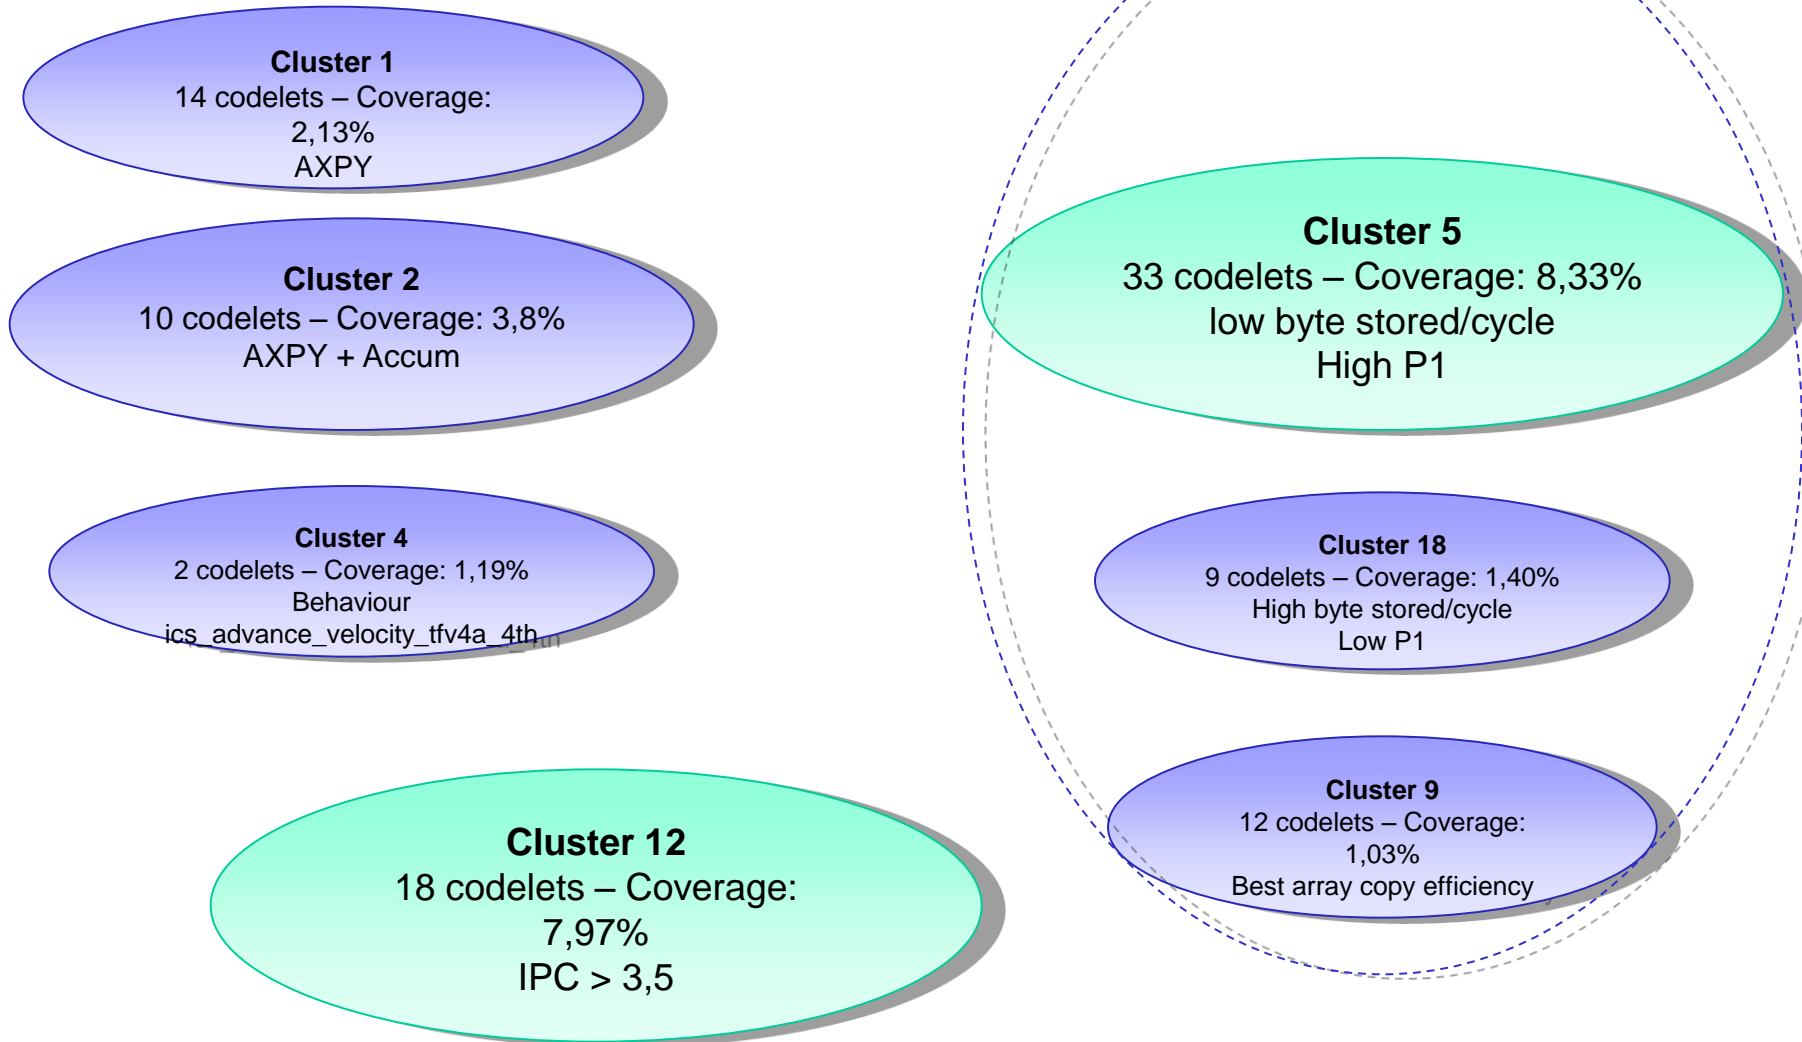 Cluster 1
14 codelets – Coverage:
2,13%
AXPY
Cluster 2
10 codelets – Coverage: 3,8%
AXPY + Accum
Cluster 4
2 codelets – Coverage: 1,19%
Behaviour
ics_advance_velocity_tfv4a_4th
Cluster 12
18 codelets – Coverage:
7,97%
IPC > 3,5
Cluster 5
33 codelets – Coverage: 8,33%
low byte stored/cycle
High P1
Cluster 18
9 codelets – Coverage: 1,40%
High byte stored/cycle
Low P1
Cluster 9
12 codelets – Coverage:
1,03%
Best array copy efficiency